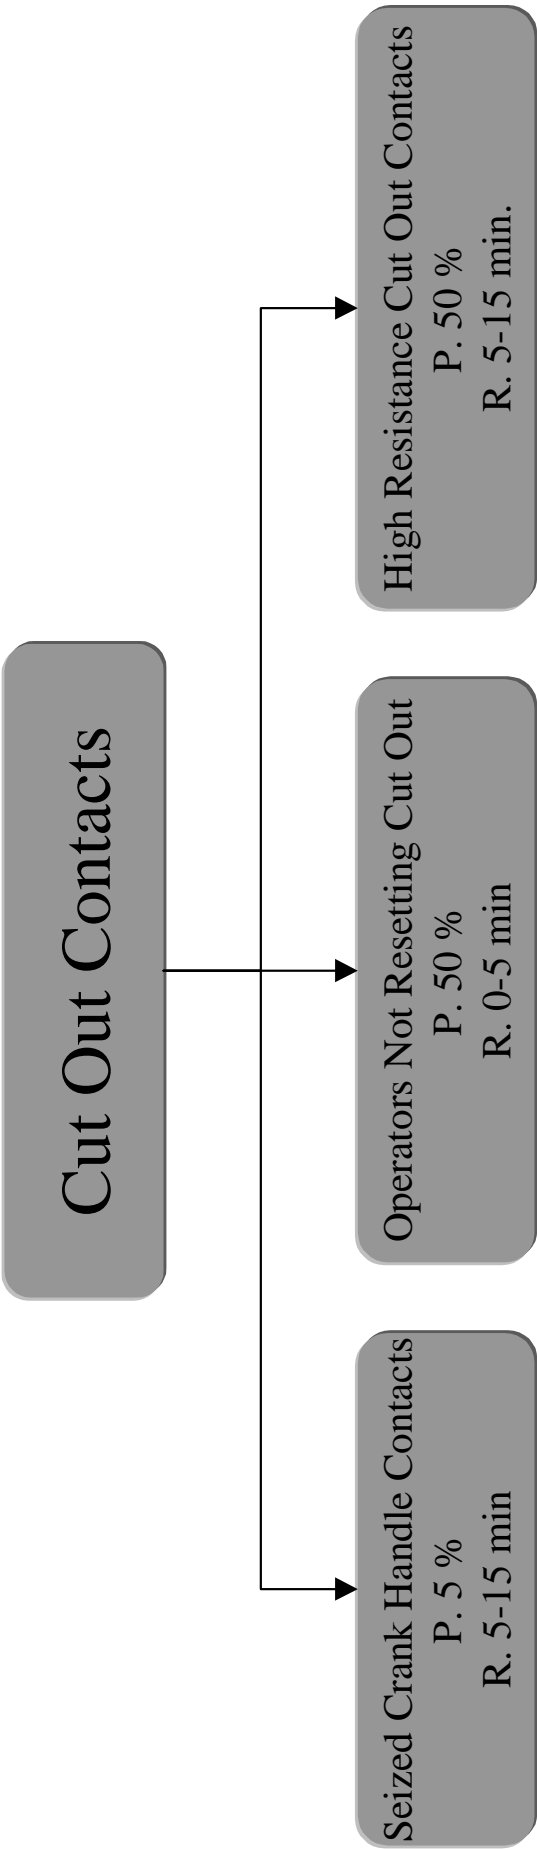 Cut Out Contacts
Seized Crank Handle Contacts
P. 5 %
R. 5-15 min
Operators Not Resetting Cut Out
P. 50 %
R. 0-5 min
High Resistance Cut Out Contacts
P. 50 %
R. 5-15 min.